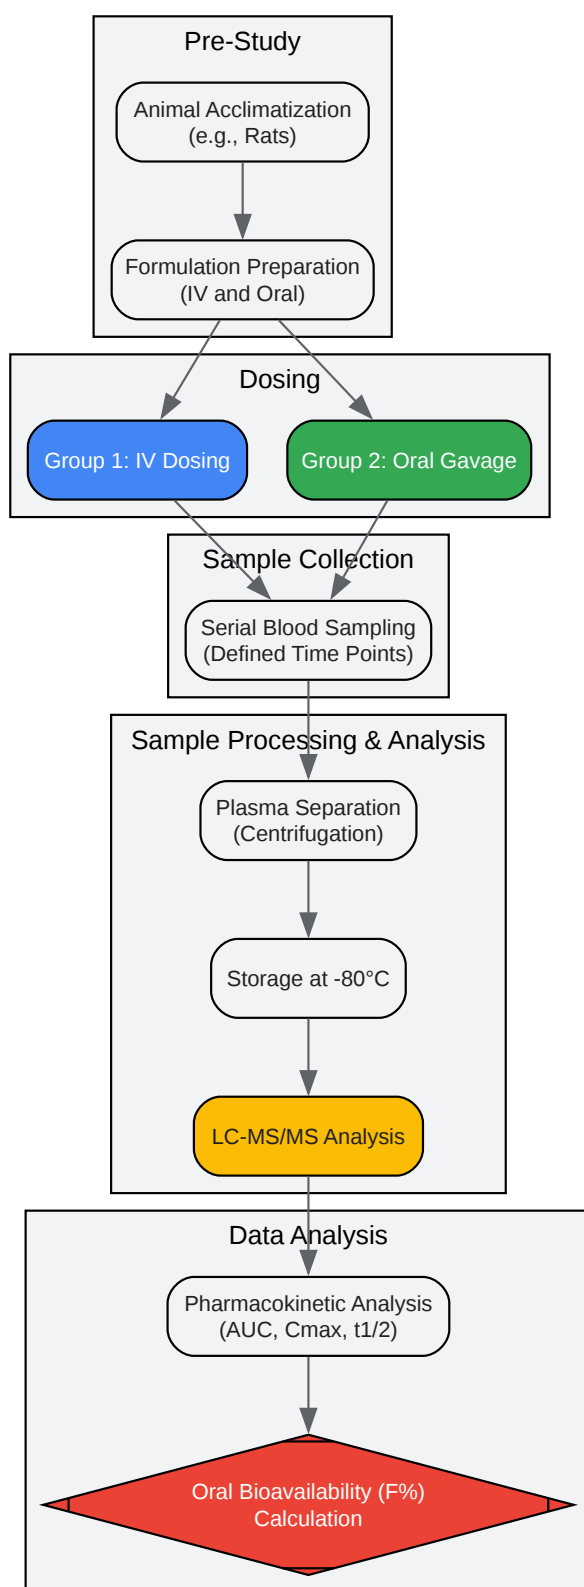 Pre-Study
Animal Acclimatization
(e.g., Rats)
Formulation Preparation
(IV and Oral)
Dosing
Group 1: IV Dosing
Group 2: Oral Gavage
Sample Collection
Serial Blood Sampling
(Defined Time Points)
Sample Processing & Analysis
Plasma Separation
(Centrifugation)
Storage at -80°C
LC-MS/MS Analysis
Data Analysis
Pharmacokinetic Analysis
(AUC, Cmax, t1/2)
Oral Bioavailability (F%)
Calculation